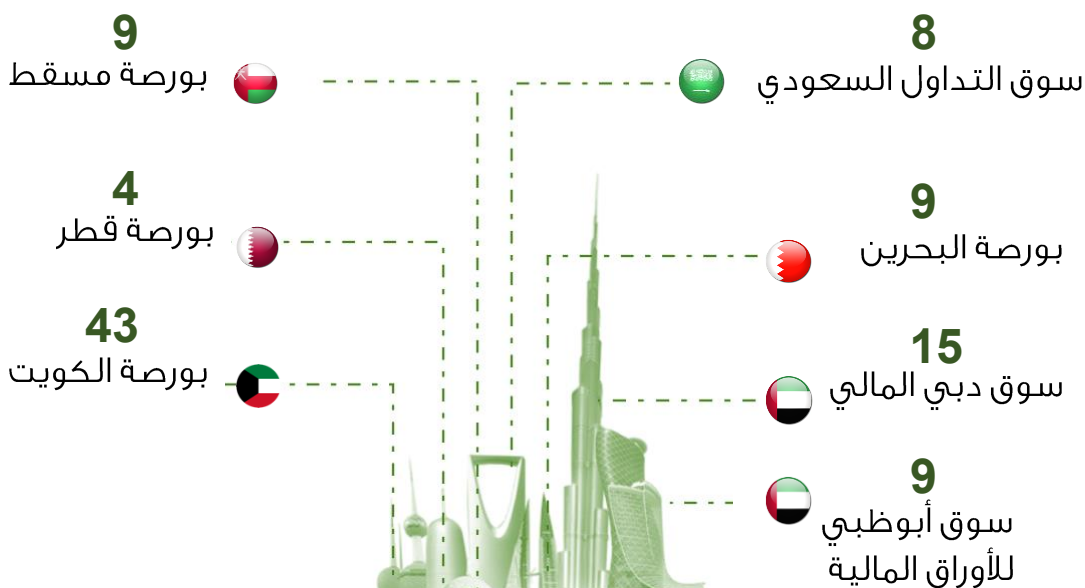 8
سوق التداول السعودي
9
بورصة البحرين
15
سوق دبي المالي
9
سوق أبوظبي
للأوراق المالية
9
بورصة مسقط
4
بورصة قطر
43
بورصة الكويت